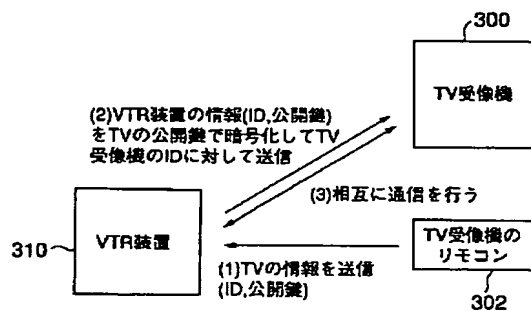 300
TV受像機
(2)VTR装置の情報(ID,公開鍵)
をTVの公開鍵で暗号化してTV
受像機のIDに対して送信
(3)相互に通信を行う
310
VTR装置
TV受像機の
リモコン
(1)TVの情報を送信
(ID,公開鍵)
302